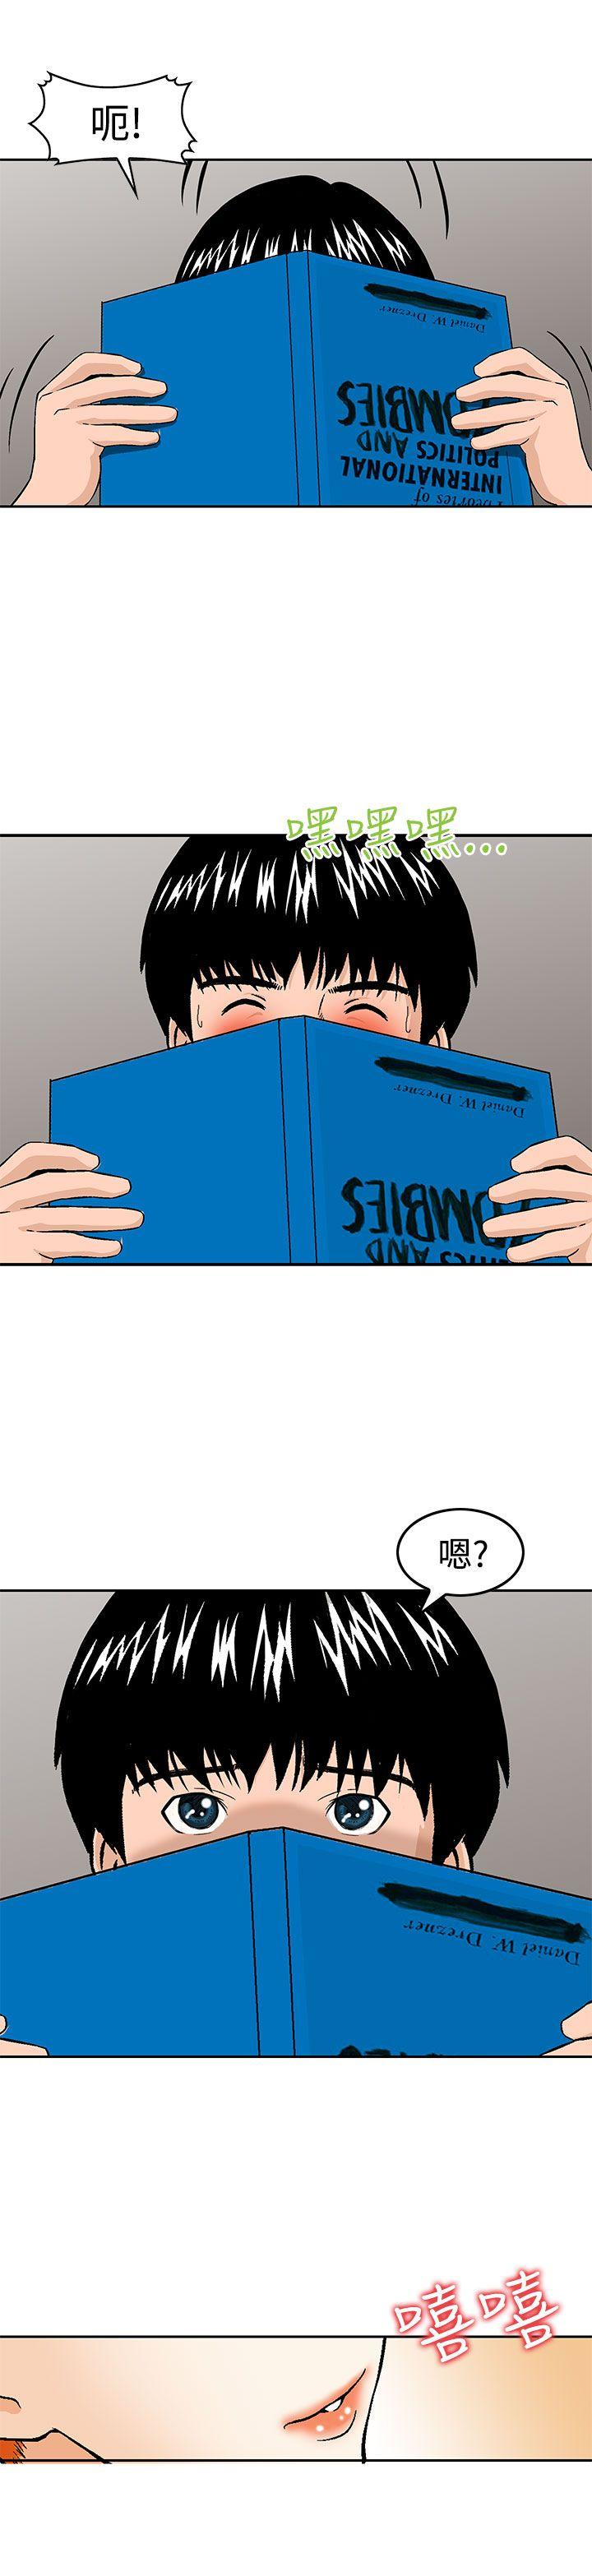 呃!
Daniel W. Drezner
ZOMBIES
POLITICS AND
INTERNATIONAL
Theories of
嘿嘿嘿...
Daniel W. Drezner
ZOMBIES
AND
嗯?
Daniel W. Drezner
嘻嘻